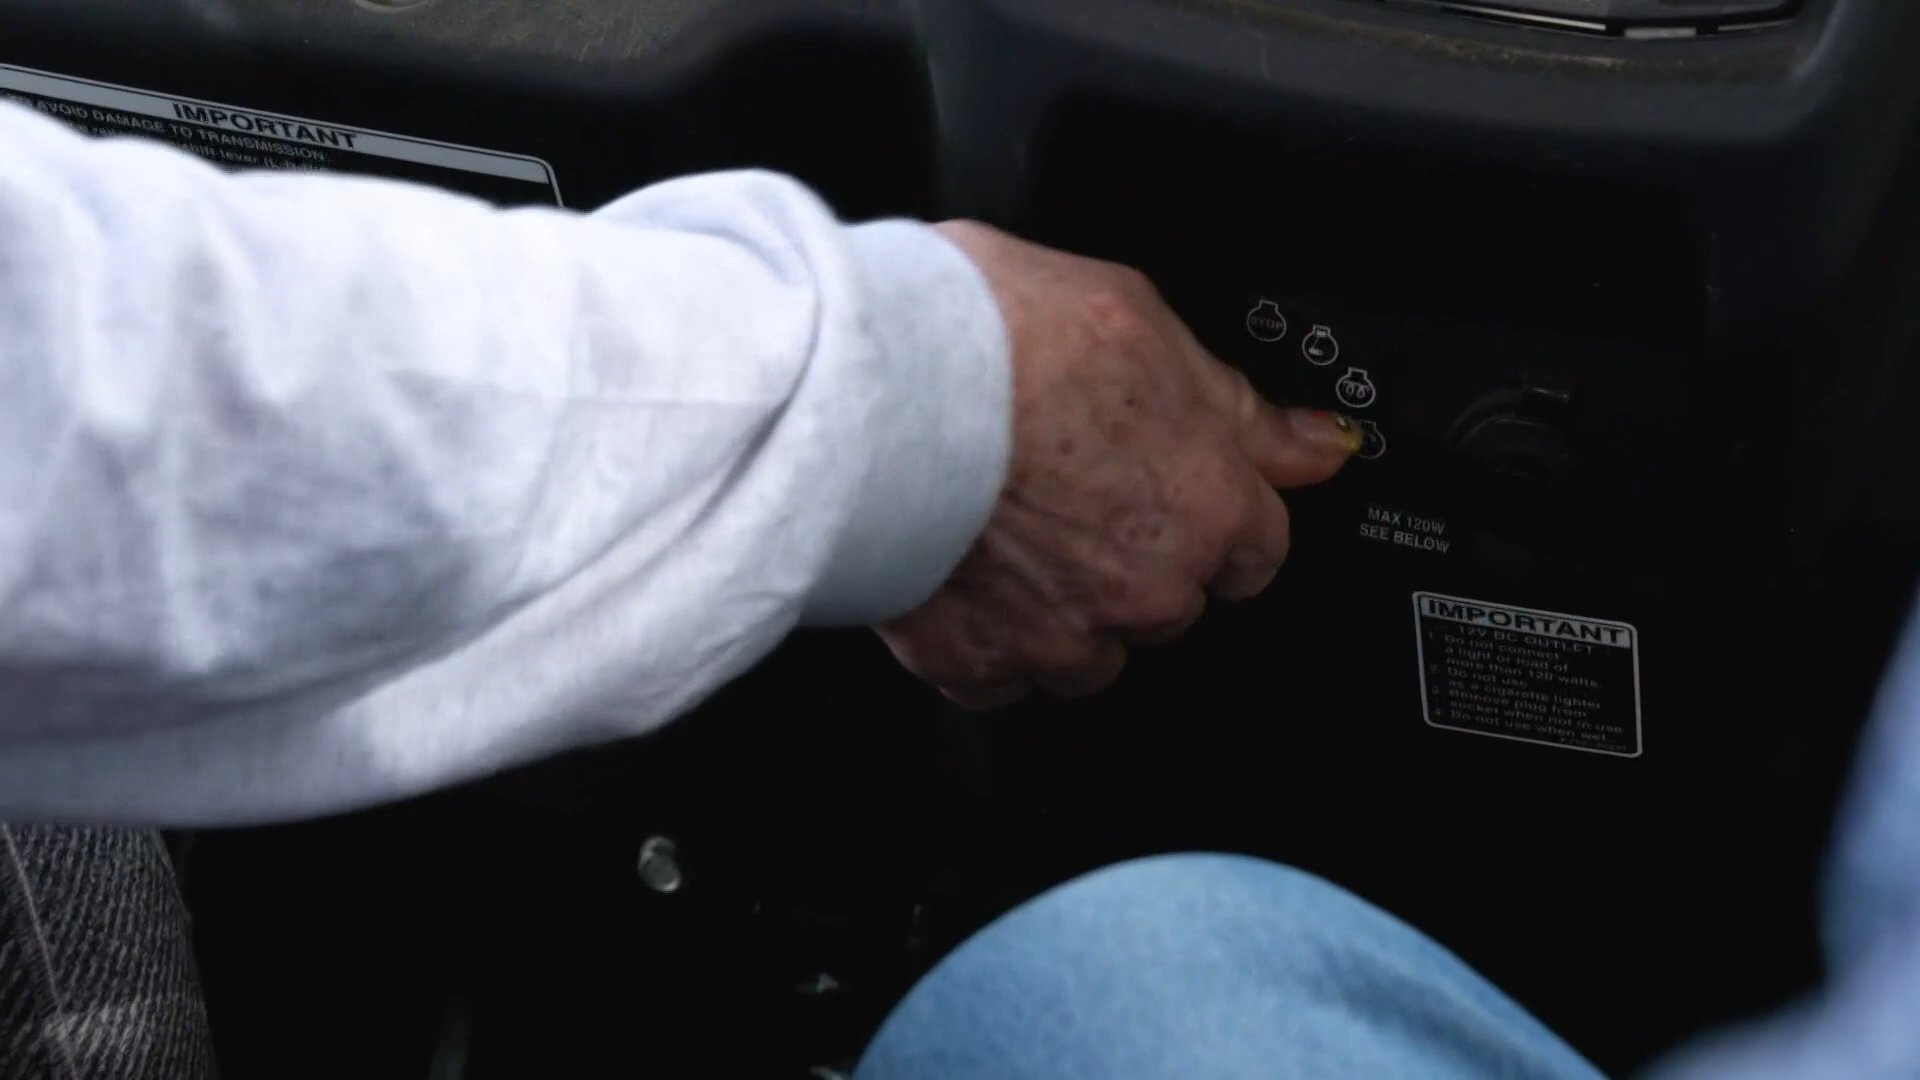 IMPORTANT
AVOID DAMAGE TO TRANSMISSION:
STOP
MAX 120W
SEE BELOW
IMPORTANT
12V DC OUTLET
1. Do not connect
a light or load of
more than 120 watts.
2. Do not use
as a cigarette lighter
3. Remove plug from
socket when not in use
4. Do not use when wet